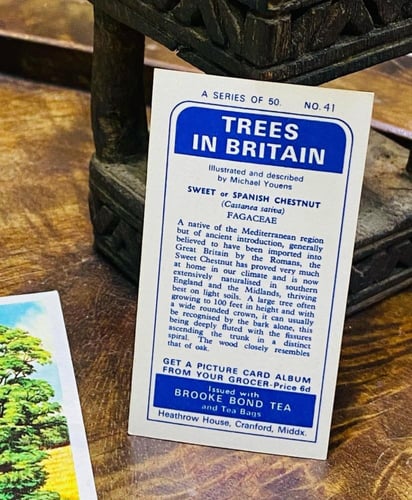 A SERIES OF 50. NO. 41
TREES
IN BRITAIN
Illustrated and described
by Michael Youens
SWEET or SPANISH CHESTNUT
(Castanea sativa)
FAGACEAE
A native of the Mediterranean region
but of ancient introduction, generally
believed to have been imported into
Great Britain by the Romans, the
Sweet Chestnut has proved very much
at home in our climate and is now
extensively naturalised in southern
England and the Midlands, thriving
best on light soils. A large tree often
growing to 100 feet in height and with
a wide rounded crown, it can usually
be recognised by the bark alone, this
being deeply fluted with the fissures
ascending the trunk in a distinct
spiral. The wood closely resembles
that of oak.
GET A PICTURE CARD ALBUM
FROM YOUR GROCER-Price 6d
Issued with
BROOKE BOND TEA
and Tea Bags
Heathrow House, Cranford, Middx.